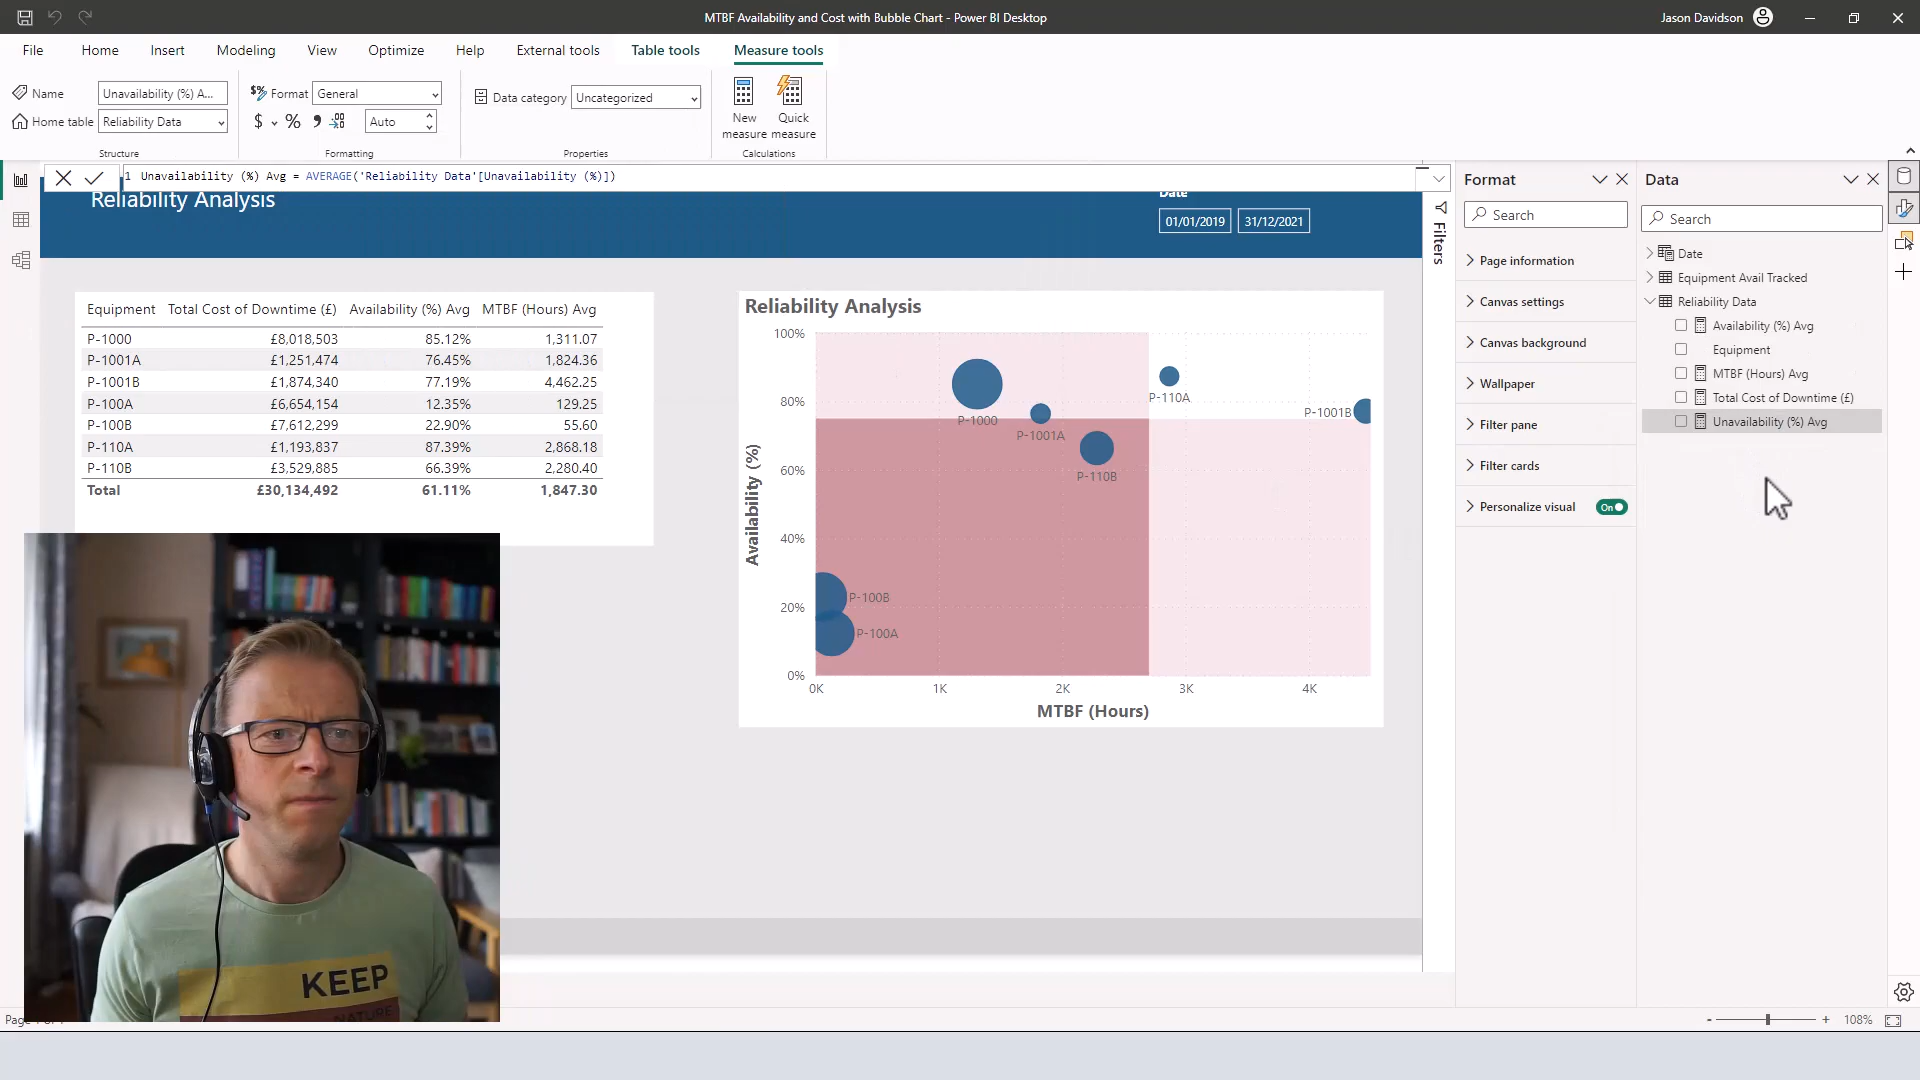 MTBF Availability and Cost with Bubble Chart - Power BI Desktop
Jason Davidson
File Home Insert Modeling View Optimize Help External tools Table tools Measure tools
Name Unavailability (%) A...
Home table Reliability Data
Structure
$% Format General
$ % Auto
Formatting
Data category Uncategorized
Properties
New measure
Quick measure
Calculations
1 Unavailability (%) Avg = AVERAGE('Reliability Data'[Unavailability (%)])
Reliability Analysis
Date
01/01/2019 31/12/2021
Equipment Total Cost of Downtime (£) Availability (%) Avg MTBF (Hours) Avg
P-1000 £8,018,503 85.12% 1,311.07
P-1001A £1,251,474 76.45% 1,824.36
P-1001B £1,874,340 77.19% 4,462.25
P-100A £6,654,154 12.35% 129.25
P-100B £7,612,299 22.90% 55.60
P-110A £1,193,837 87.39% 2,868.18
P-110B £3,529,885 66.39% 2,280.40
Total £30,134,492 61.11% 1,847.30
Reliability Analysis
100%
80%
60%
40%
20%
0%
Availability (%)
P-1000
P-1001A
P-110B
P-110A
P-1001B
P-100B
P-100A
0K 1K 2K 3K 4K
MTBF (Hours)
Filters
Format
Search
Page information
Canvas settings
Canvas background
Wallpaper
Filter pane
Filter cards
Personalize visual On
Data
Search
Date
Equipment Avail Tracked
Reliability Data
Availability (%) Avg
Equipment
MTBF (Hours) Avg
Total Cost of Downtime (£)
Unavailability (%) Avg
KEEP
NATURE
Page
- + 108%